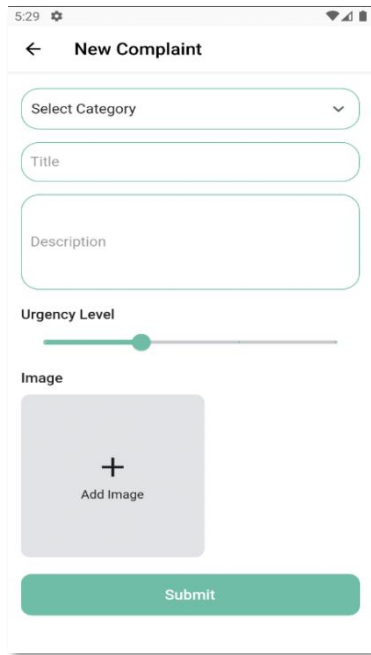 5:29
New Complaint
Select Category
Title
Description
Urgency Level
Image
+
Add Image
Submit